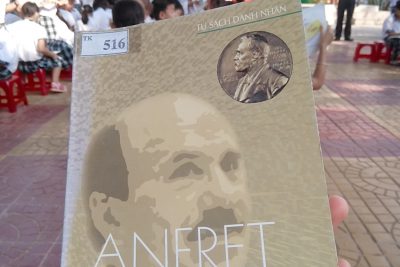 TỦ SÁCH DANH NHÂN
TK
516
ANFRET